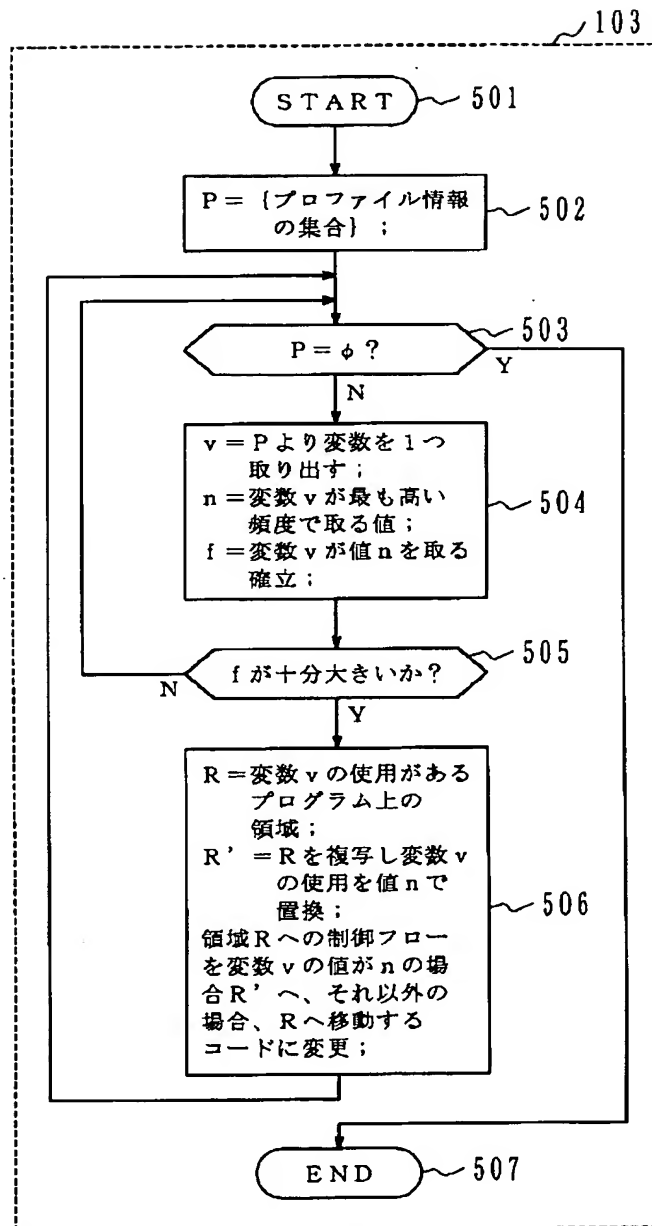 103
START
501
P=｛プロファイル情報
の集合｝；
502
503
P=φ？
Y
N
v=Pより変数を1つ
取り出す；
n=変数vが最も高い
頻度で取る値；
f=変数vが値nを取る
確立；
504
505
fが十分大きいか？
N
Y
R=変数vの使用がある
プログラム上の
領域；
R'=Rを複写し変数v
の使用を値nで
置換；
領域Rへの制御フロー
を変数vの値がnの場
合R'へ、それ以外の
場合、Rへ移動する
コードに変更；
506
END
507